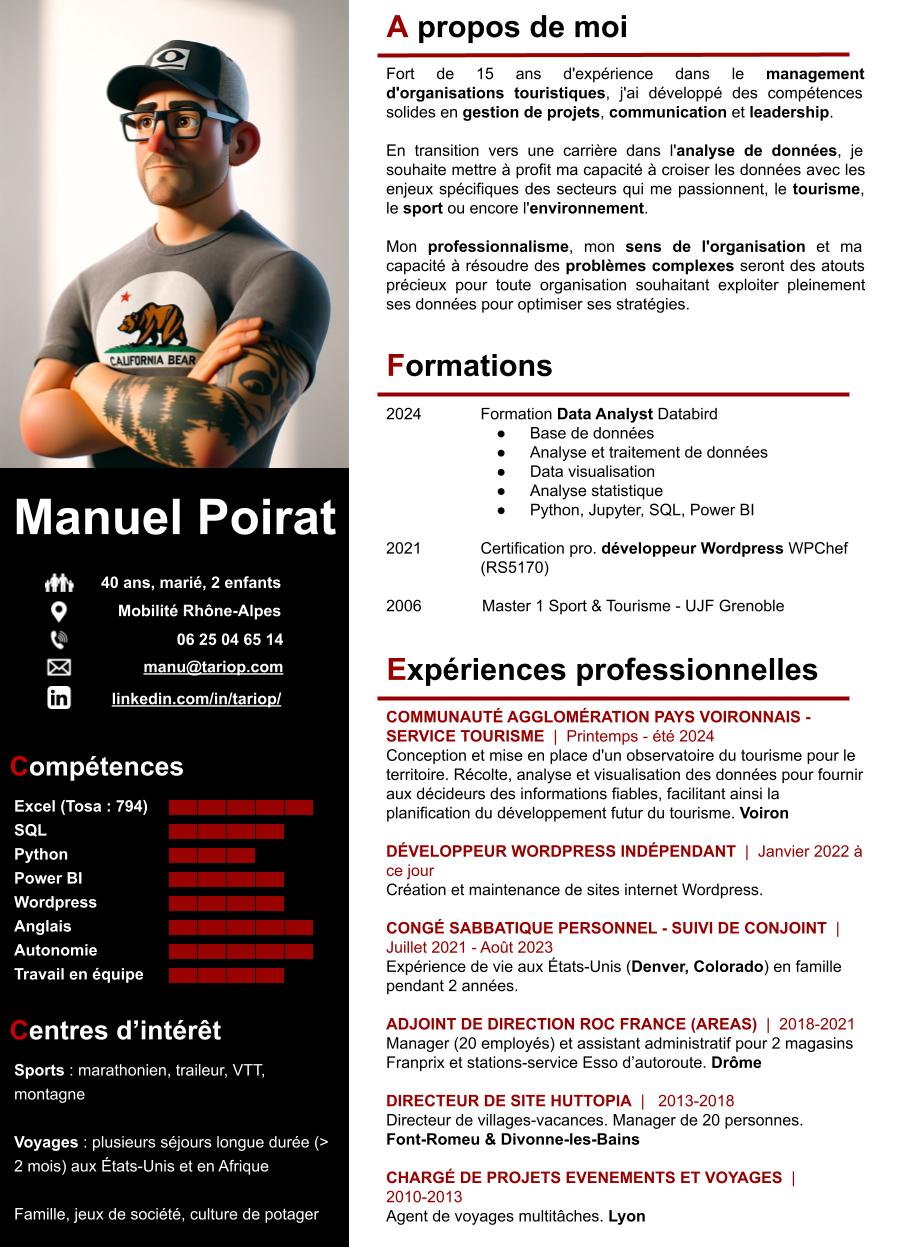 CALIFORNIA BEAR
Manuel Poirat
40 ans, marié, 2 enfants
Mobilité Rhône-Alpes
06 25 04 65 14
manu@tariop.com
linkedin.com/in/tariop/
Compétences
Excel (Tosa : 794)
SQL
Python
Power BI
Wordpress
Anglais
Autonomie
Travail en équipe
Centres d’intérêt
Sports : marathonien, traileur, VTT,
montagne
Voyages : plusieurs séjours longue durée (>
2 mois) aux États-Unis et en Afrique
Famille, jeux de société, culture de potager
A propos de moi
Fort de 15 ans d'expérience dans le management
d'organisations touristiques, j'ai développé des compétences
solides en gestion de projets, communication et leadership.
En transition vers une carrière dans l'analyse de données, je
souhaite mettre à profit ma capacité à croiser les données avec les
enjeux spécifiques des secteurs qui me passionnent, le tourisme,
le sport ou encore l'environnement.
Mon professionnalisme, mon sens de l'organisation et ma
capacité à résoudre des problèmes complexes seront des atouts
précieux pour toute organisation souhaitant exploiter pleinement
ses données pour optimiser ses stratégies.
Formations
2024 Formation Data Analyst Databird
● Base de données
● Analyse et traitement de données
● Data visualisation
● Analyse statistique
● Python, Jupyter, SQL, Power BI
2021 Certification pro. développeur Wordpress WPChef
(RS5170)
2006 Master 1 Sport & Tourisme - UJF Grenoble
Expériences professionnelles
COMMUNAUTÉ AGGLOMÉRATION PAYS VOIRONNAIS -
SERVICE TOURISME | Printemps - été 2024
Conception et mise en place d'un observatoire du tourisme pour le
territoire. Récolte, analyse et visualisation des données pour fournir
aux décideurs des informations fiables, facilitant ainsi la
planification du développement futur du tourisme. Voiron
DÉVELOPPEUR WORDPRESS INDÉPENDANT | Janvier 2022 à
ce jour
Création et maintenance de sites internet Wordpress.
CONGÉ SABBATIQUE PERSONNEL - SUIVI DE CONJOINT |
Juillet 2021 - Août 2023
Expérience de vie aux États-Unis (Denver, Colorado) en famille
pendant 2 années.
ADJOINT DE DIRECTION ROC FRANCE (AREAS) | 2018-2021
Manager (20 employés) et assistant administratif pour 2 magasins
Franprix et stations-service Esso d’autoroute. Drôme
DIRECTEUR DE SITE HUTTOPIA | 2013-2018
Directeur de villages-vacances. Manager de 20 personnes.
Font-Romeu & Divonne-les-Bains
CHARGÉ DE PROJETS EVENEMENTS ET VOYAGES |
2010-2013
Agent de voyages multitâches. Lyon